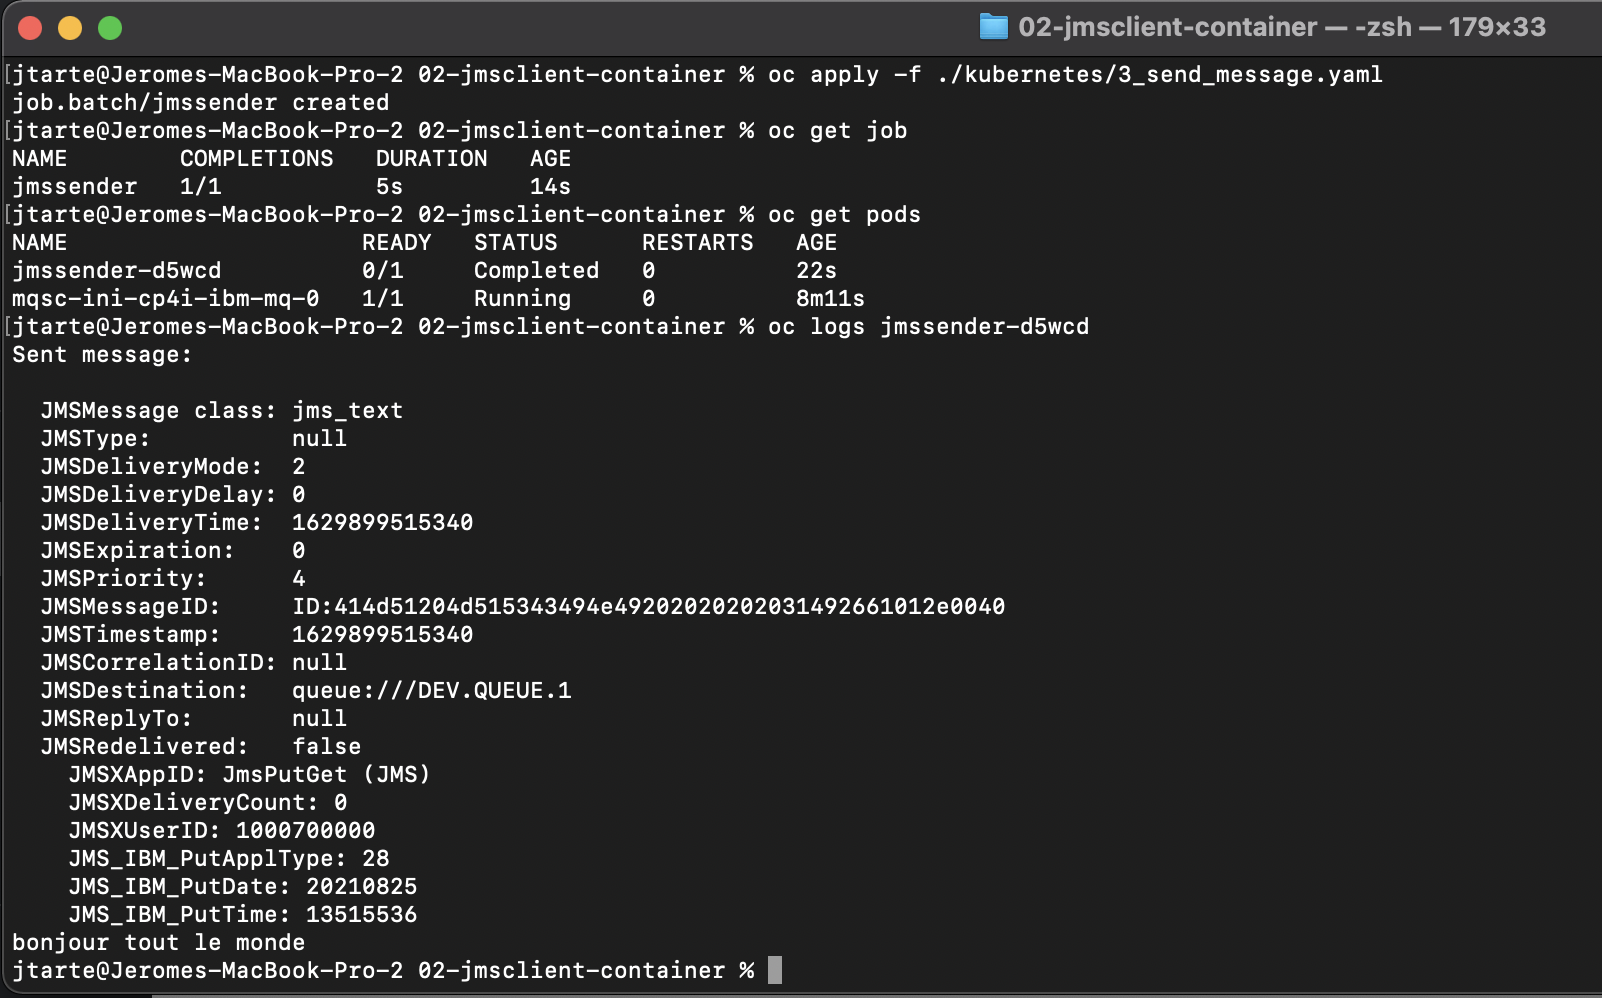 02-jmsclient-container — -zsh — 179×33
[jtarte@Jeromes-MacBook-Pro-2 02-jmsclient-container % oc apply -f ./kubernetes/3_send_message.yaml
job.batch/jmssender created
[jtarte@Jeromes-MacBook-Pro-2 02-jmsclient-container % oc get job
NAME        COMPLETIONS   DURATION   AGE
jmssender   1/1           5s         14s
[jtarte@Jeromes-MacBook-Pro-2 02-jmsclient-container % oc get pods
NAME                     READY   STATUS      RESTARTS   AGE
jmssender-d5wcd          0/1     Completed   0          22s
mqsc-ini-cp4i-ibm-mq-0   1/1     Running     0          8m11s
[jtarte@Jeromes-MacBook-Pro-2 02-jmsclient-container % oc logs jmssender-d5wcd
Sent message:
  JMSMessage class: jms_text
  JMSType:          null
  JMSDeliveryMode:  2
  JMSDeliveryDelay: 0
  JMSDeliveryTime:  1629899515340
  JMSExpiration:    0
  JMSPriority:      4
  JMSMessageID:     ID:414d51204d515343494e49202020202031492661012e0040
  JMSTimestamp:     1629899515340
  JMSCorrelationID: null
  JMSDestination:   queue:///DEV.QUEUE.1
  JMSReplyTo:       null
  JMSRedelivered:   false
    JMSXAppID: JmsPutGet (JMS)
    JMSXDeliveryCount: 0
    JMSXUserID: 1000700000
    JMS_IBM_PutApplType: 28
    JMS_IBM_PutDate: 20210825
    JMS_IBM_PutTime: 13515536
bonjour tout le monde
jtarte@Jeromes-MacBook-Pro-2 02-jmsclient-container %